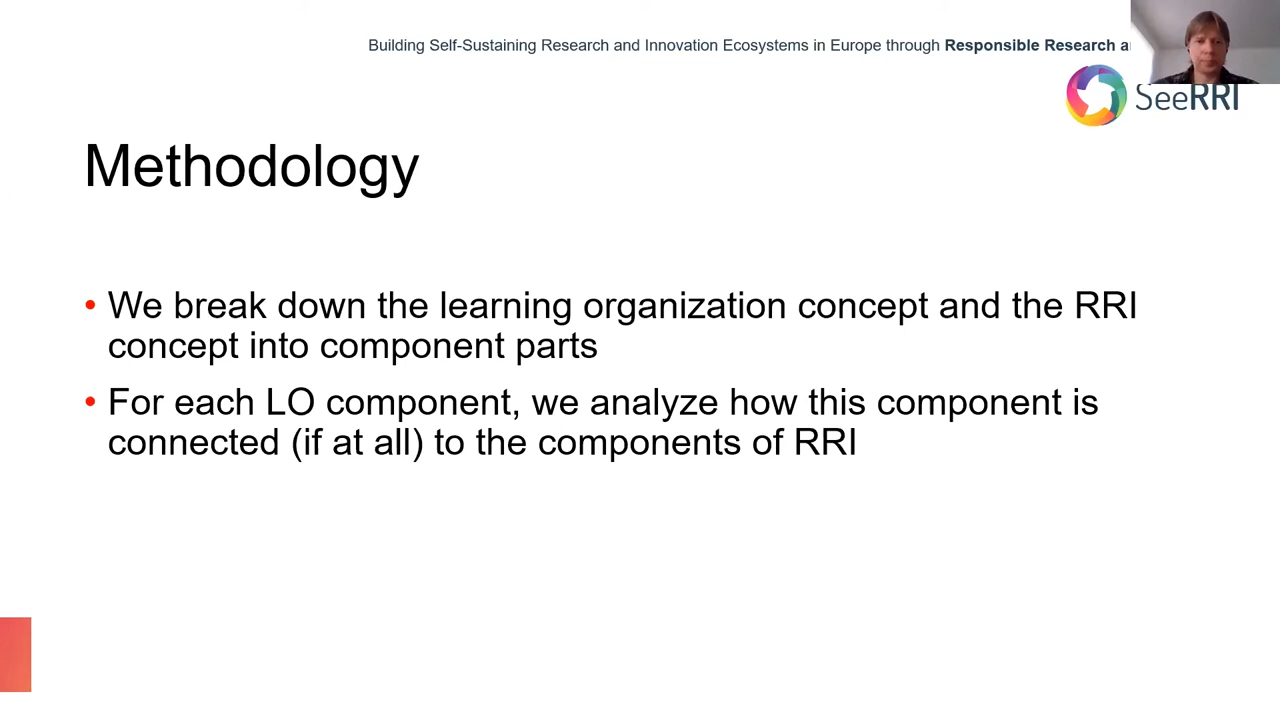 Building Self-Sustaining Research and Innovation Ecosystems in Europe through Responsible Research
SeeRRI
Methodology
• We break down the learning organization concept and the RRI
concept into component parts
• For each LO component, we analyze how this component is
connected (if at all) to the components of RRI